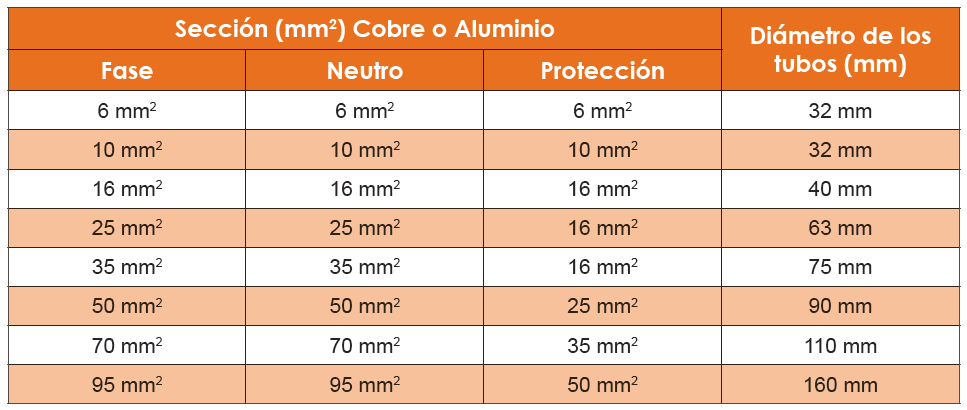 Sección (mm²) Cobre o Aluminio
Diámetro de los
tubos (mm)
Fase Neutro Protección
6 mm² 6 mm² 6 mm² 32 mm
10 mm² 10 mm² 10 mm² 32 mm
16 mm² 16 mm² 16 mm² 40 mm
25 mm² 25 mm² 16 mm² 63 mm
35 mm² 35 mm² 16 mm² 75 mm
50 mm² 50 mm² 25 mm² 90 mm
70 mm² 70 mm² 35 mm² 110 mm
95 mm² 95 mm² 50 mm² 160 mm